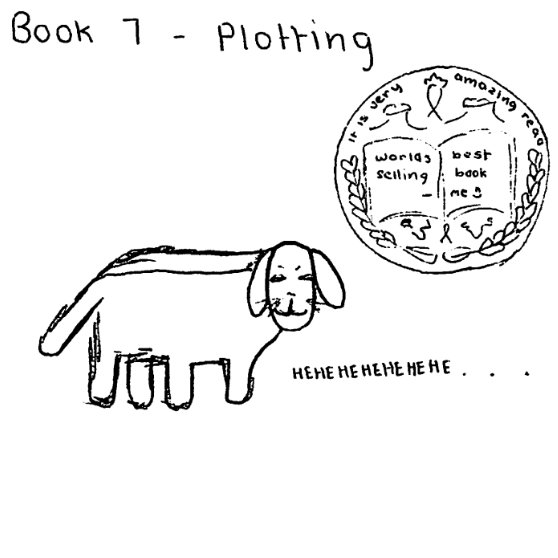 Book 7 - Plotting
it is very amazing read
worlds best
selling book
- me
HEHEHEHEHEHEHE . . .